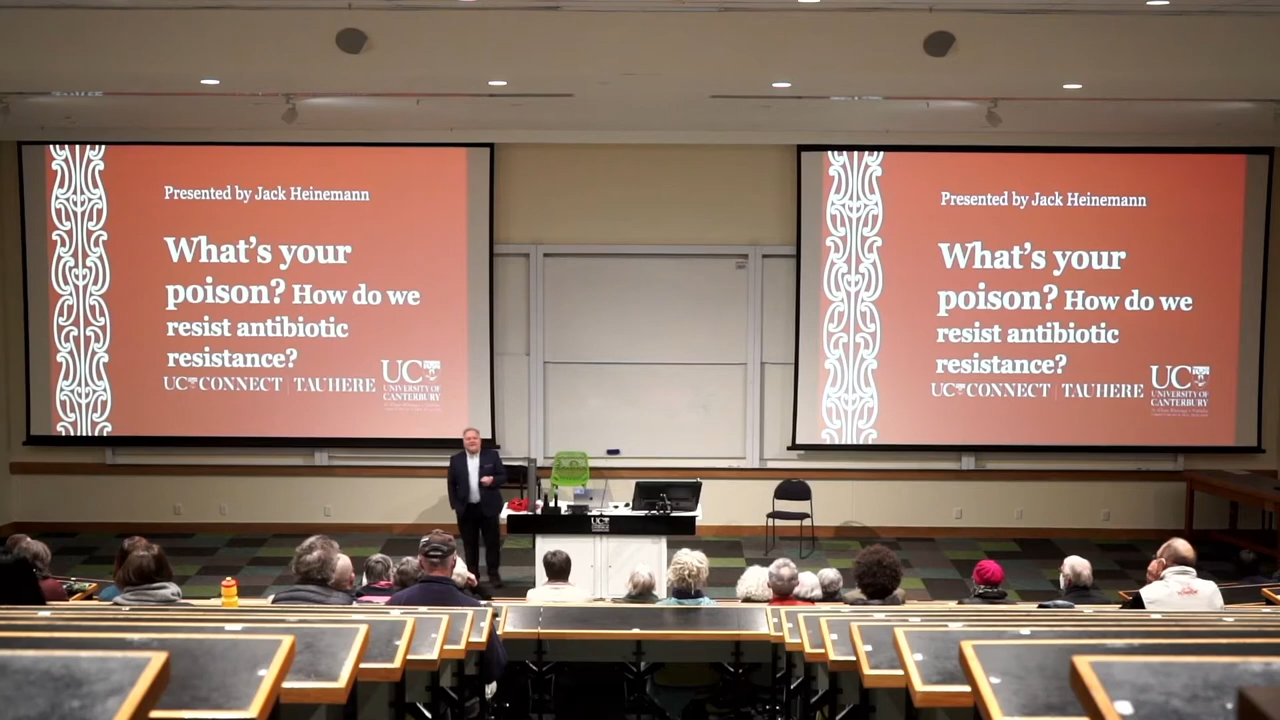 Presented by Jack Heinemann
What's your
poison? How do we
resist antibiotic
resistance?
UC CONNECT | TAUHERE
UC
UNIVERSITY OF
CANTERBURY
Presented by Jack Heinemann
What's your
poison? How do we
resist antibiotic
resistance?
UC CONNECT | TAUHERE
UC
UNIVERSITY OF
CANTERBURY
UC